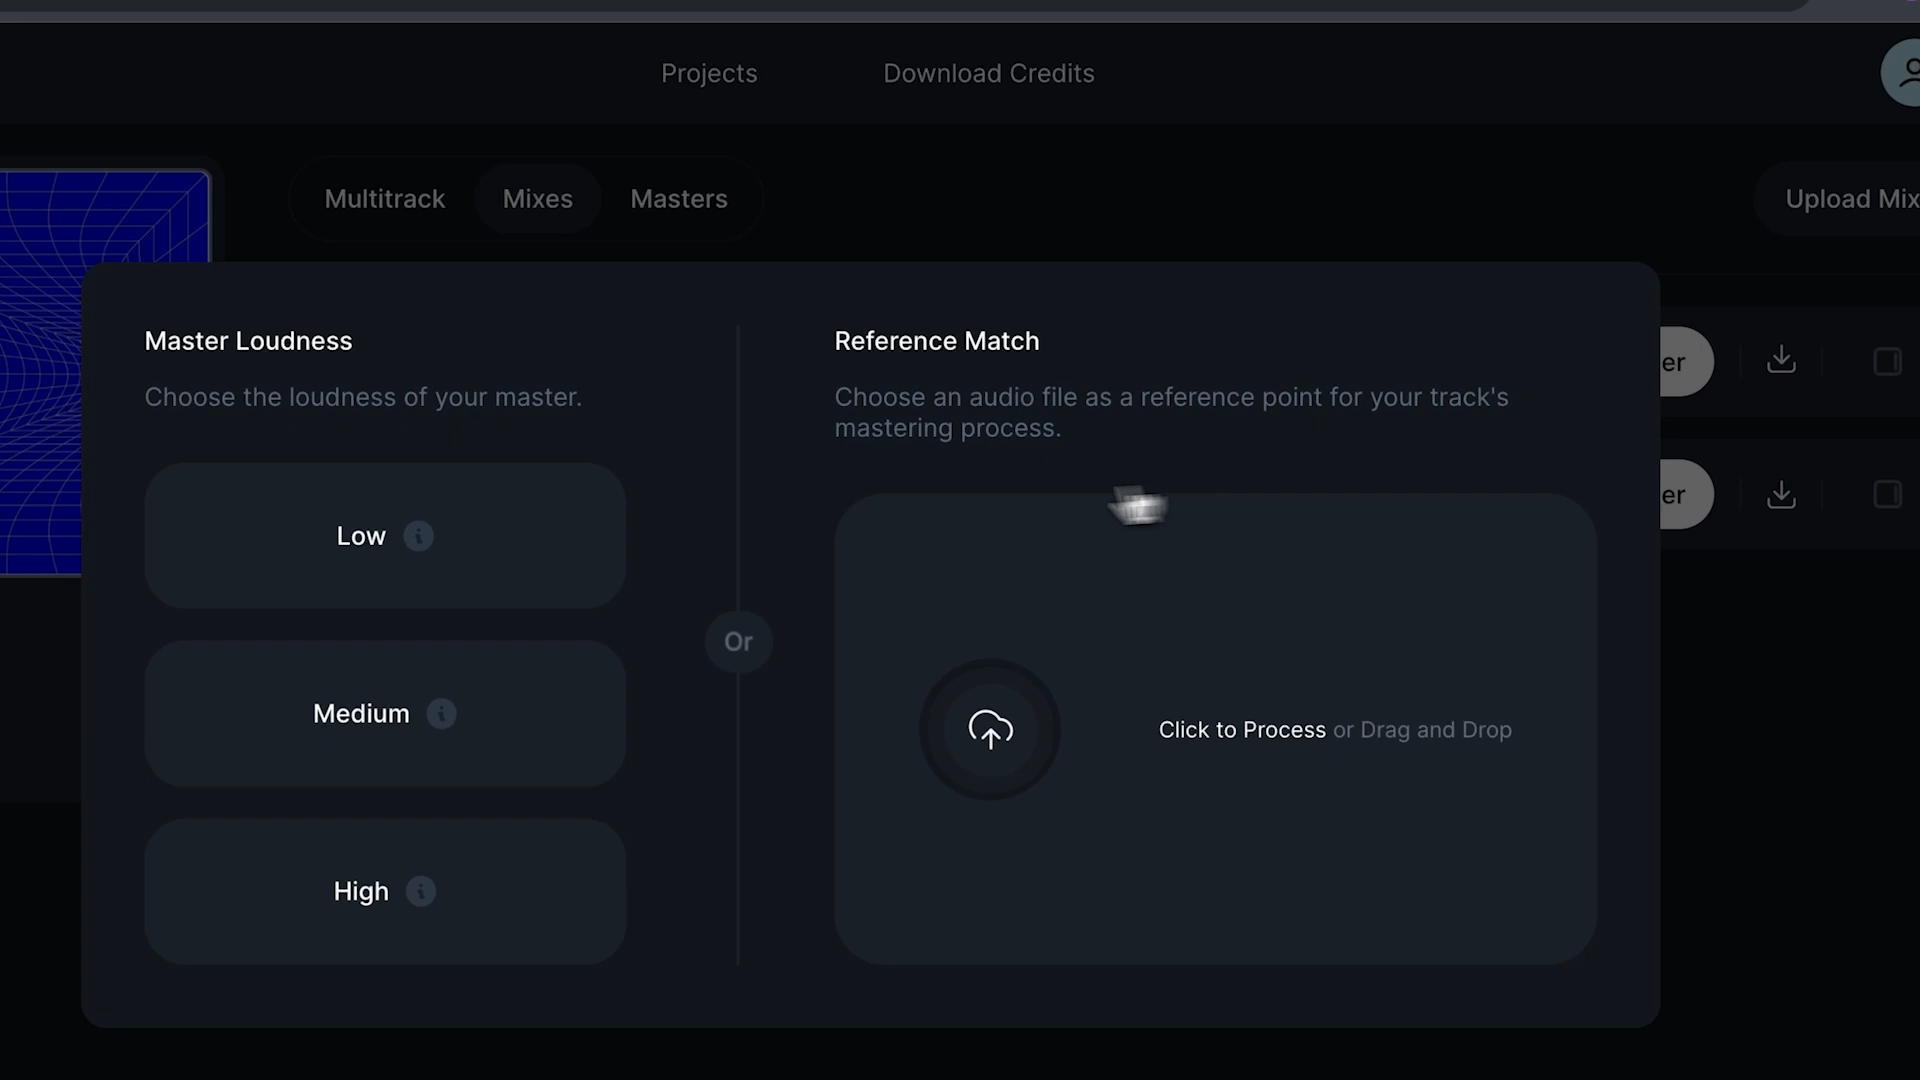 Projects
Download Credits
Multitrack
Mixes
Masters
Upload Mix
Master Loudness
Choose the loudness of your master.
Low
Medium
High
Or
Reference Match
Choose an audio file as a reference point for your track's
mastering process.
Click to Process or Drag and Drop
er
er